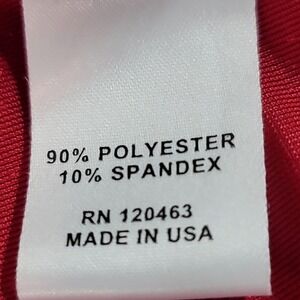 90% POLYESTER
10% SPANDEX
RN 120463
MADE IN USA